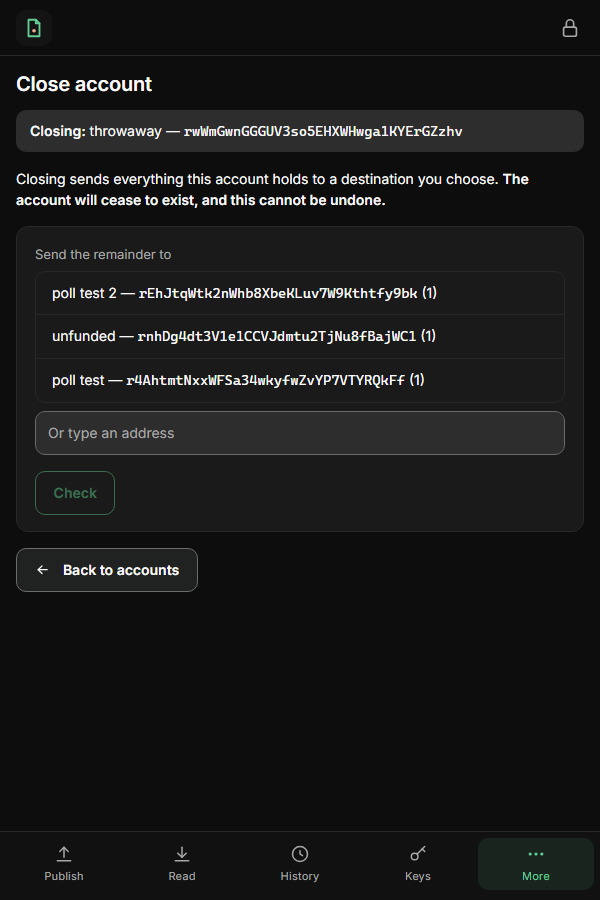 Close account
Closing: throwaway — rwWmGwnGGGUV3so5EHXWHwga1KYErGZzhv
Closing sends everything this account holds to a destination you choose. The
account will cease to exist, and this cannot be undone.
Send the remainder to
poll test 2 — rEhJtqWtk2nWhb8XbeKLuv7W9Kthtfy9bk (1)
unfunded — rnhDg4dt3V1e1CCVJdmtu2TjNu8fBajWC1 (1)
poll test — r4AhtmtNxxWFSa34wkyfwZvYP7VTYRQkFf (1)
Or type an address
Check
← Back to accounts
Publish
Read
History
Keys
More